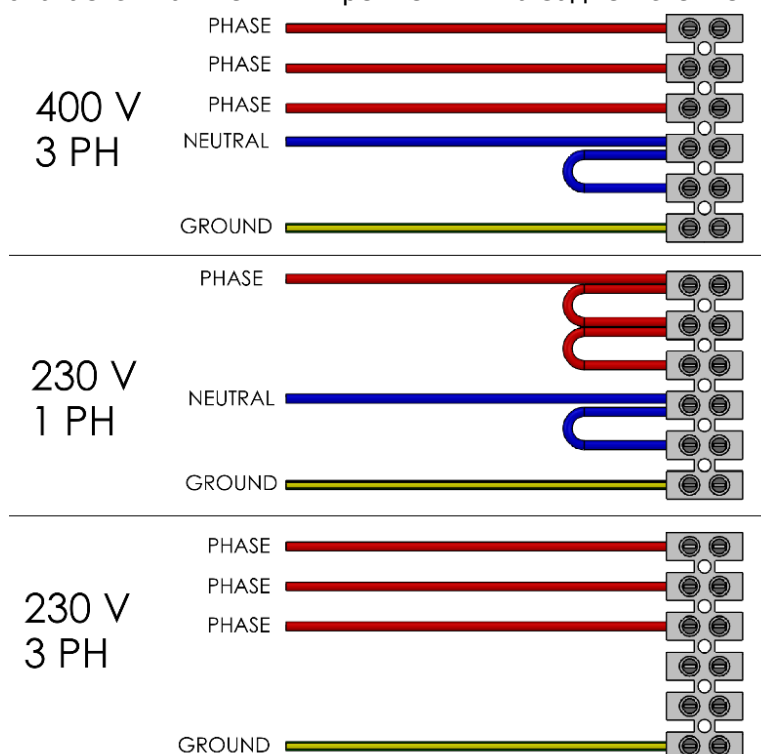 PHASE
PHASE
400 V
3 PH
PHASE
NEUTRAL
GROUND
PHASE
230 V
1 PH
NEUTRAL
GROUND
PHASE
PHASE
230 V
3 PH
PHASE
GROUND